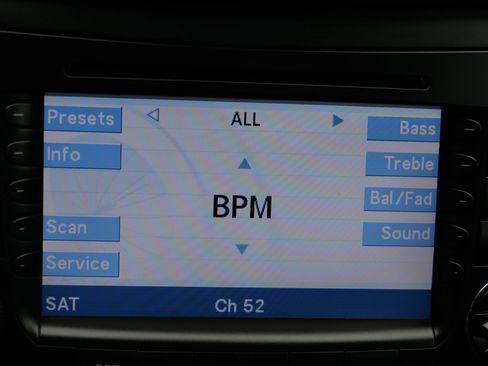 Presets
ALL
Bass
Info
Treble
BPM
Bal/Fad
Scan
Sound
Service
SAT
Ch 52